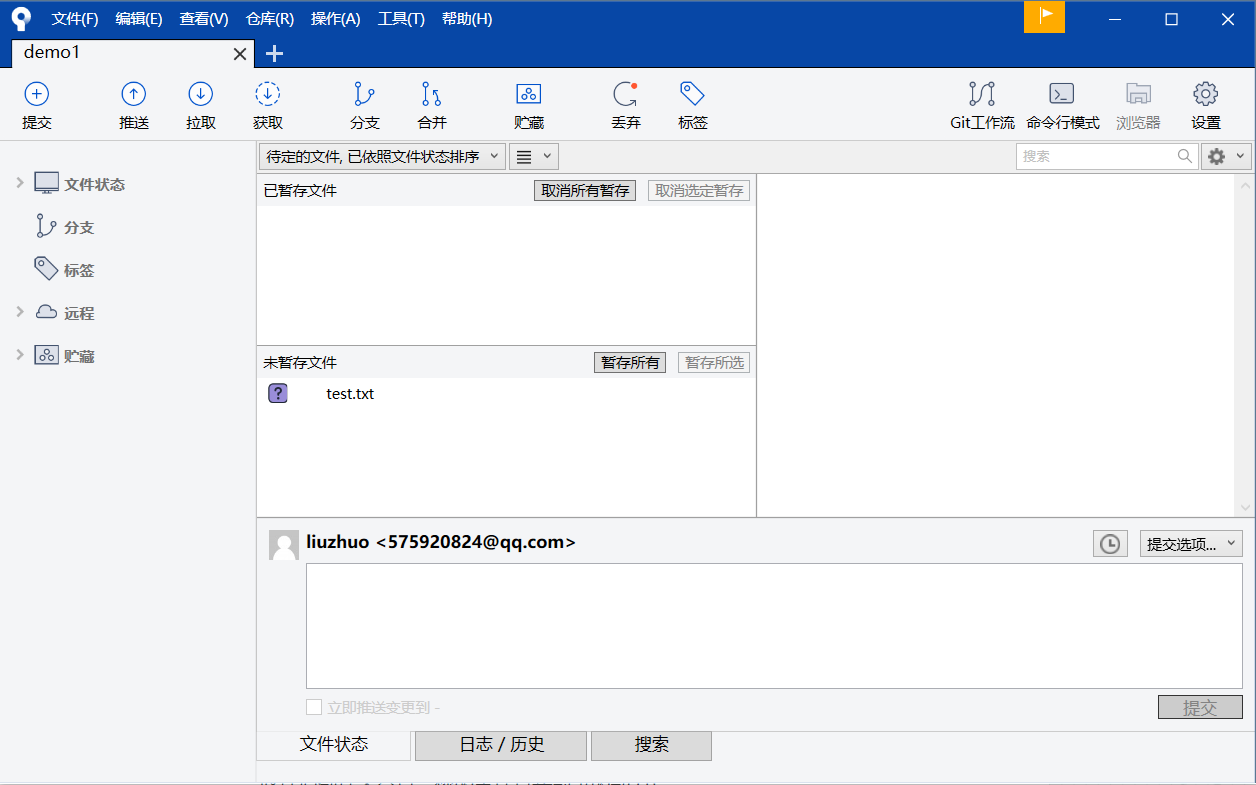 文件(F) 编辑(E) 查看(V) 仓库(R) 操作(A) 工具(T) 帮助(H)
demo1
提交 推送 拉取 获取 分支 合并 贮藏 丢弃 标签 Git工作流 命令行模式 浏览器 设置
待定的文件, 已依照文件状态排序 搜索
文件状态
分支
标签
远程
贮藏
已暂存文件 取消所有暂存 取消选定暂存
未暂存文件 暂存所有 暂存所选
? test.txt
liuzhuo <575920824@qq.com> 提交选项...
立即推送变更到 - 提交
文件状态 日志 / 历史 搜索